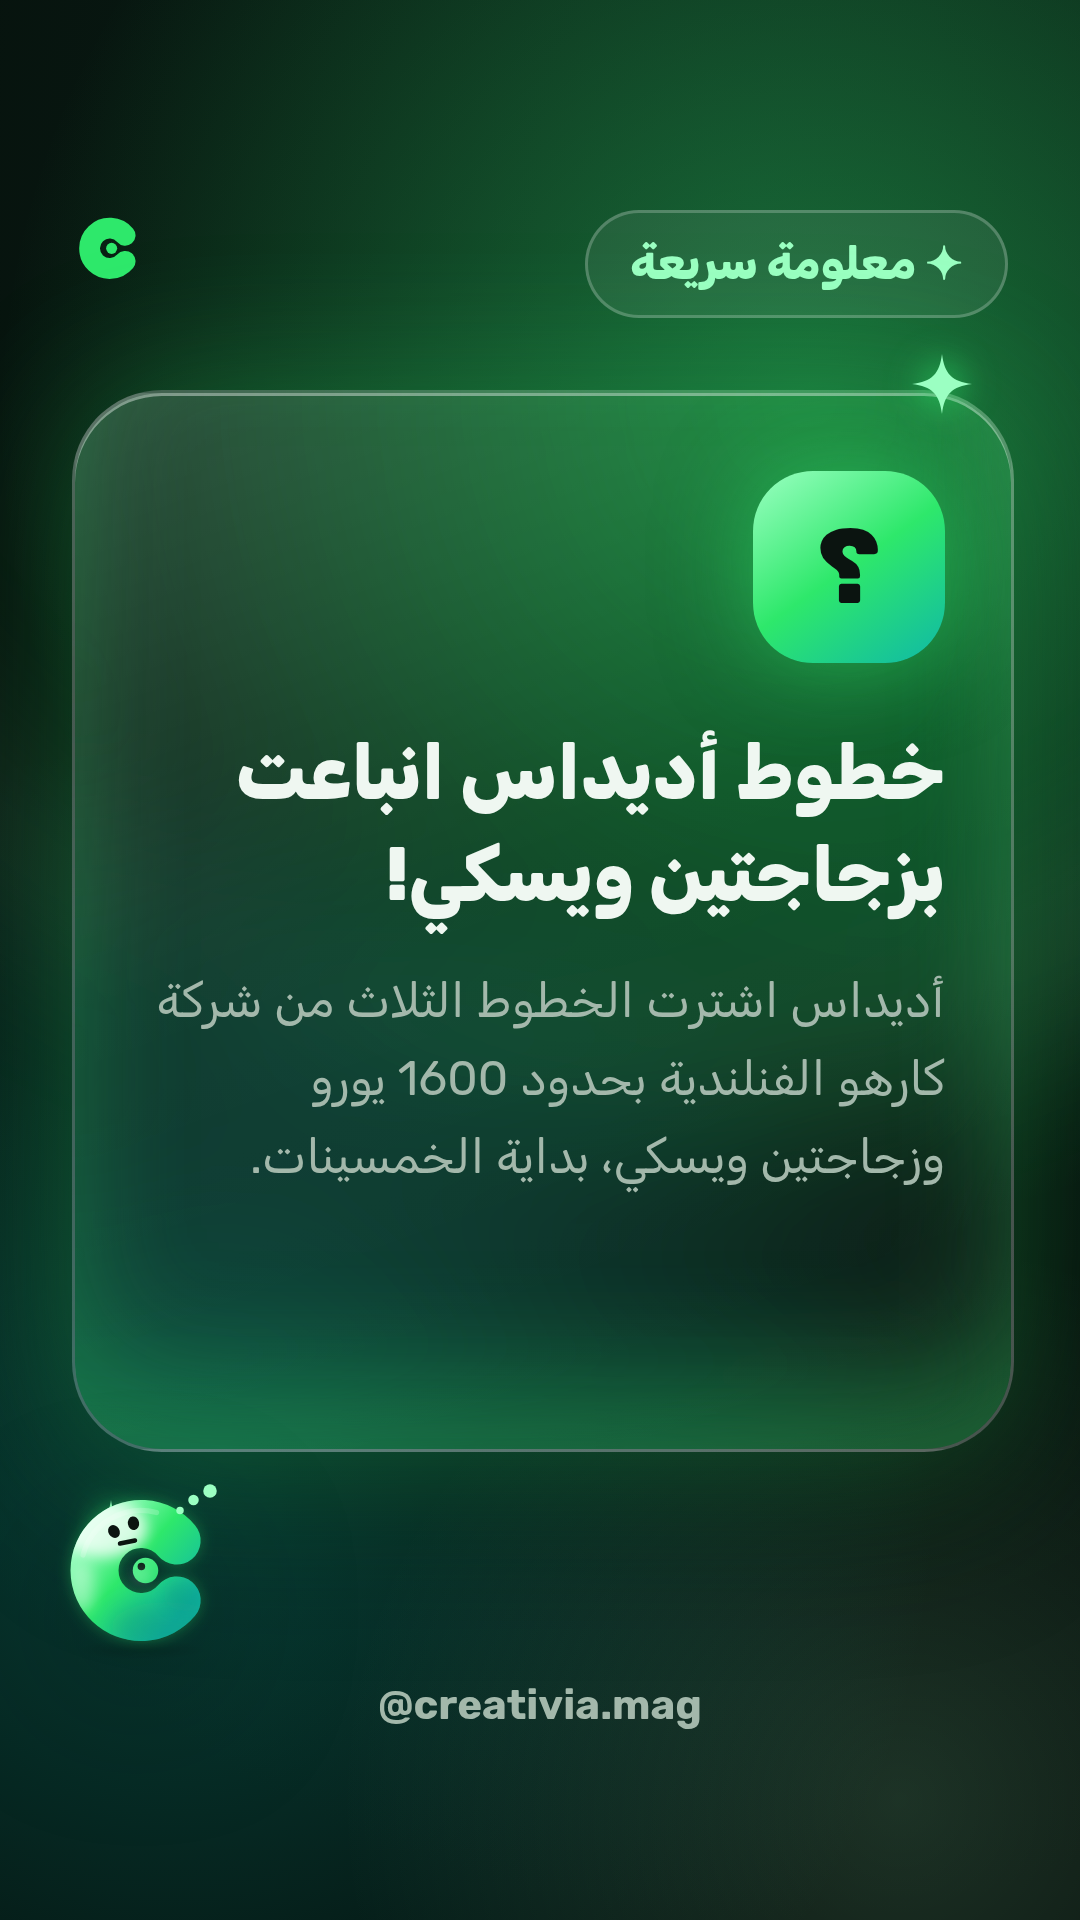 ✦ معلومة سريعة
؟
خطوط أديداس انباعت
بزجاجتين ويسكي!
أديداس اشترت الخطوط الثلاث من شركة
كارهو الفنلندية بحدود 1600 يورو
وزجاجتين ويسكي، بداية الخمسينات.
@creativia.mag